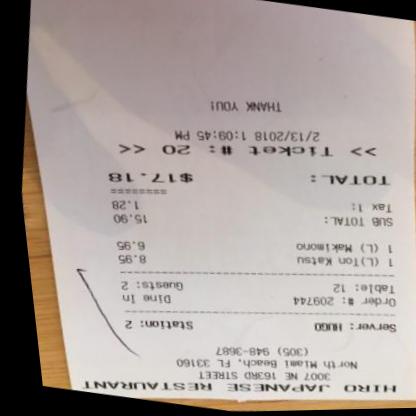 HIRO JAPANESE RESTAURANT
3007 NE 163RD STREET
North Miami Beach, FL 33160
(305) 948-3687
Server: HUGO Station: 2
Order #: 209744 Dine In
Table: 12 Guests: 2
1 (L)Ton Katsu 8.95
1 (L) Makimono 6.95
SUB TOTAL: 15.90
Tax 1: 1.28
=========
TOTAL: $17.18
>> Ticket #: 20 <<
2/13/2018 1:09:45 PM
THANK YOU!